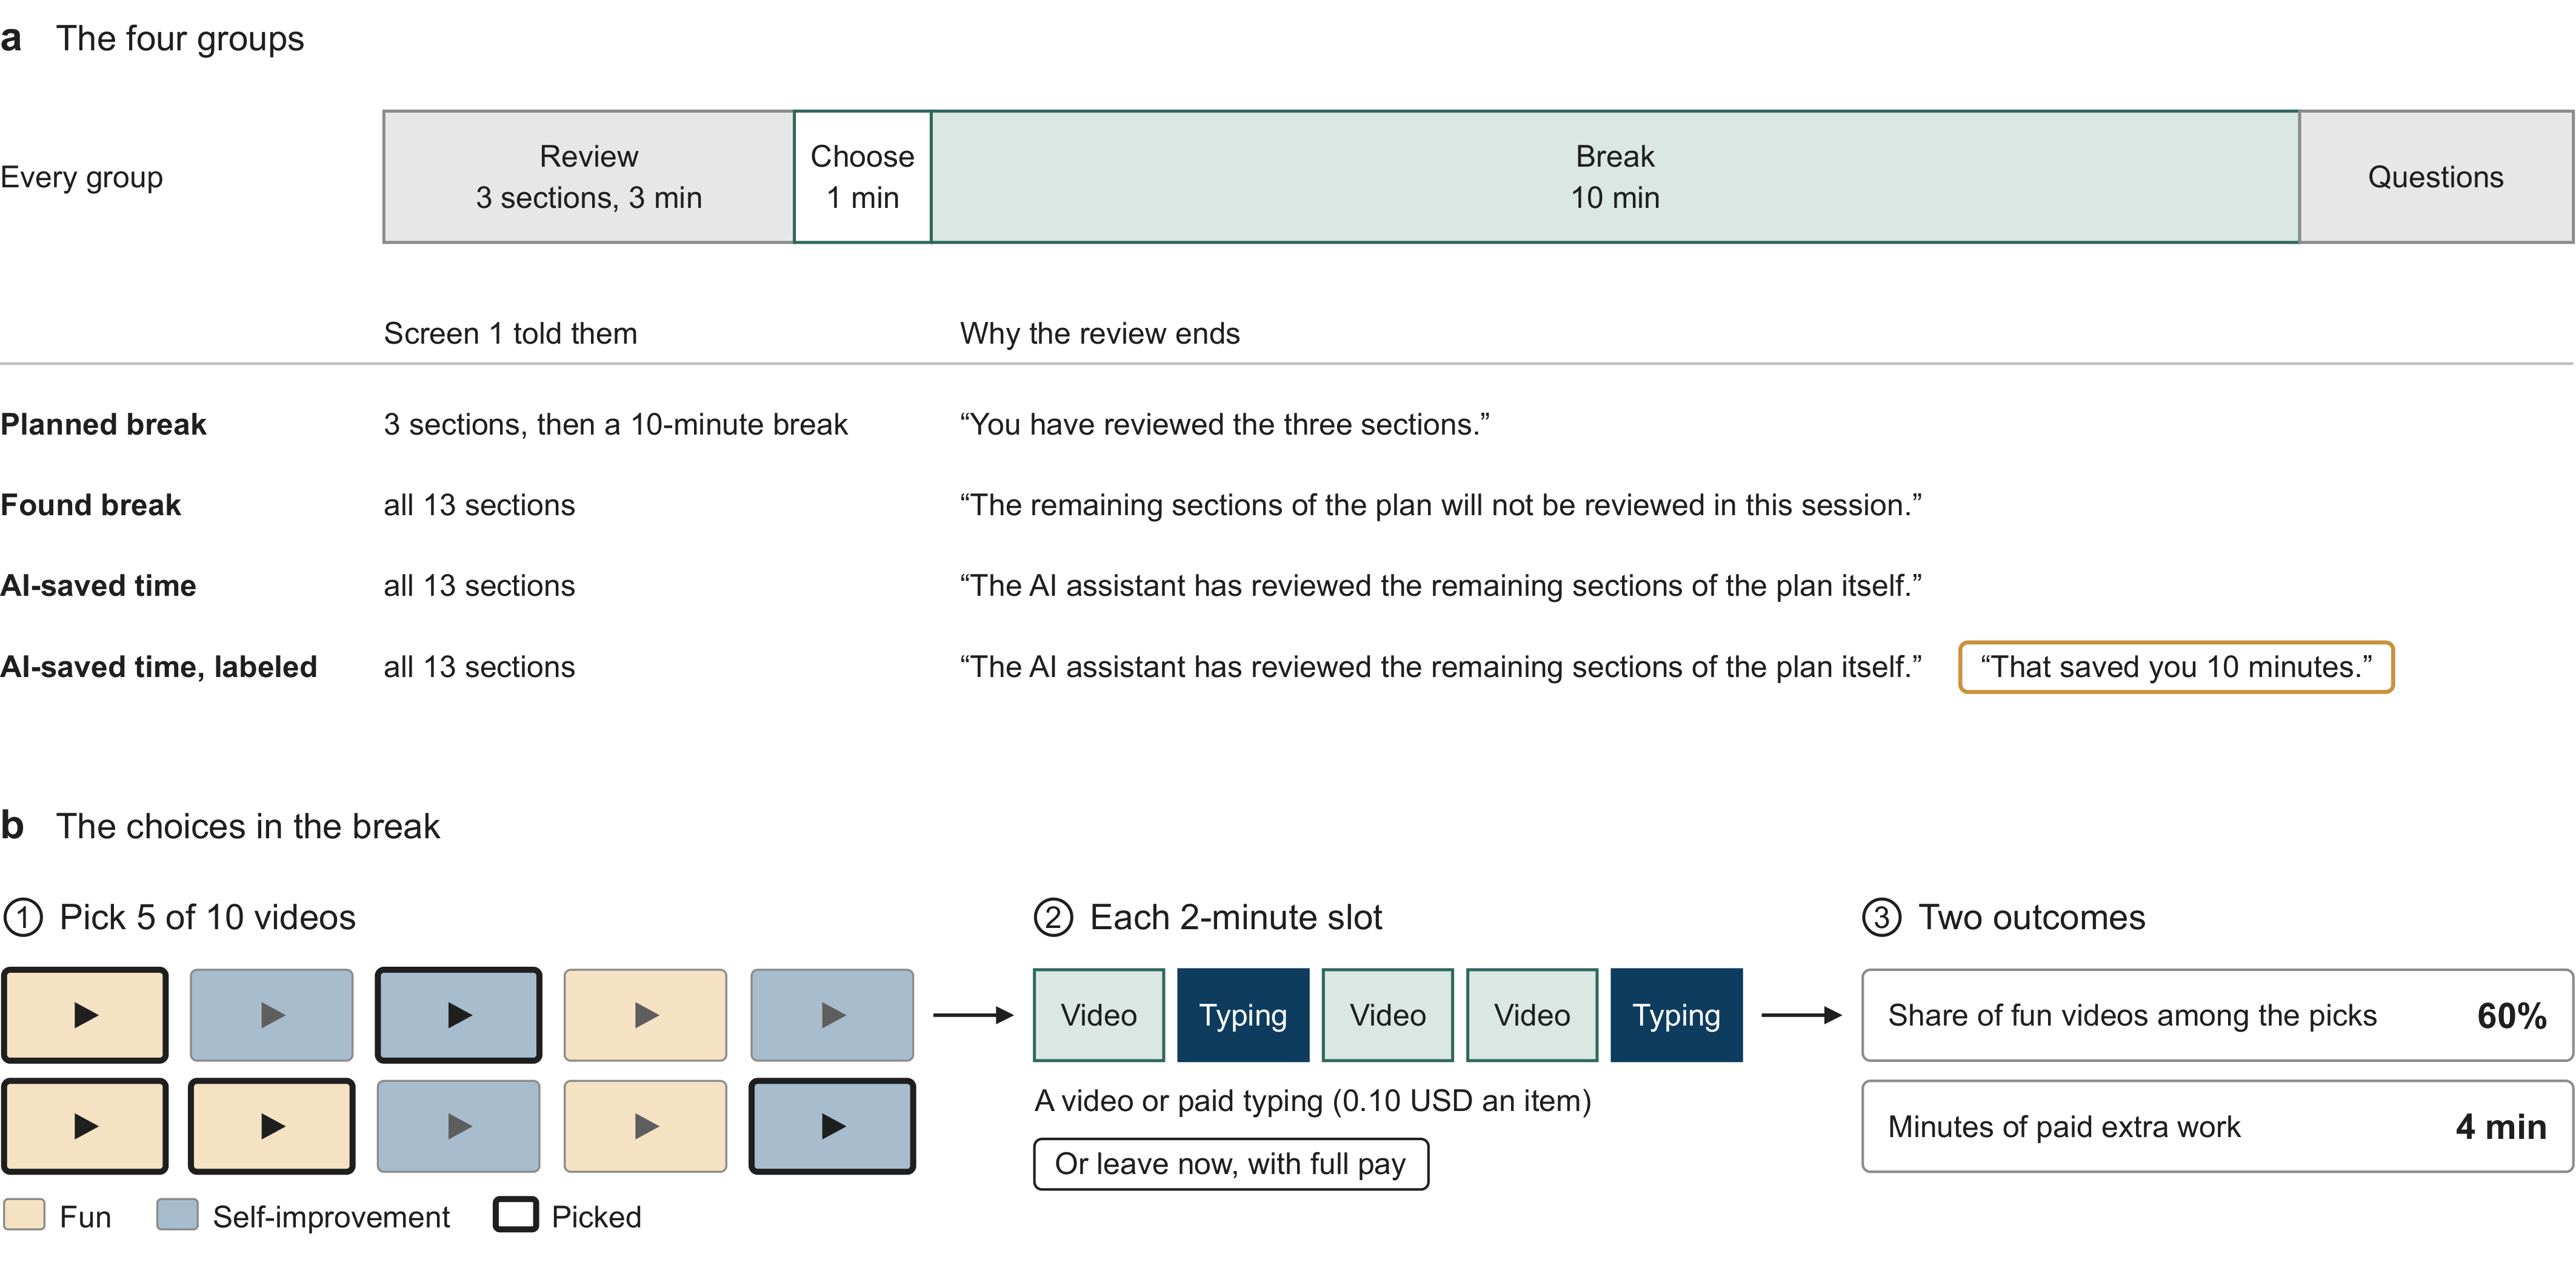 a The four groups
Every group
Review
3 sections, 3 min
Choose
1 min
Break
10 min
Questions
Screen 1 told them
Why the review ends
Planned break
3 sections, then a 10-minute break
“You have reviewed the three sections.”
Found break
all 13 sections
“The remaining sections of the plan will not be reviewed in this session.”
AI-saved time
all 13 sections
“The AI assistant has reviewed the remaining sections of the plan itself.”
AI-saved time, labeled
all 13 sections
“The AI assistant has reviewed the remaining sections of the plan itself.”
“That saved you 10 minutes.”
b The choices in the break
① Pick 5 of 10 videos
Fun
Self-improvement
Picked
② Each 2-minute slot
Video
Typing
Video
Video
Typing
A video or paid typing (0.10 USD an item)
Or leave now, with full pay
③ Two outcomes
Share of fun videos among the picks 60%
Minutes of paid extra work 4 min